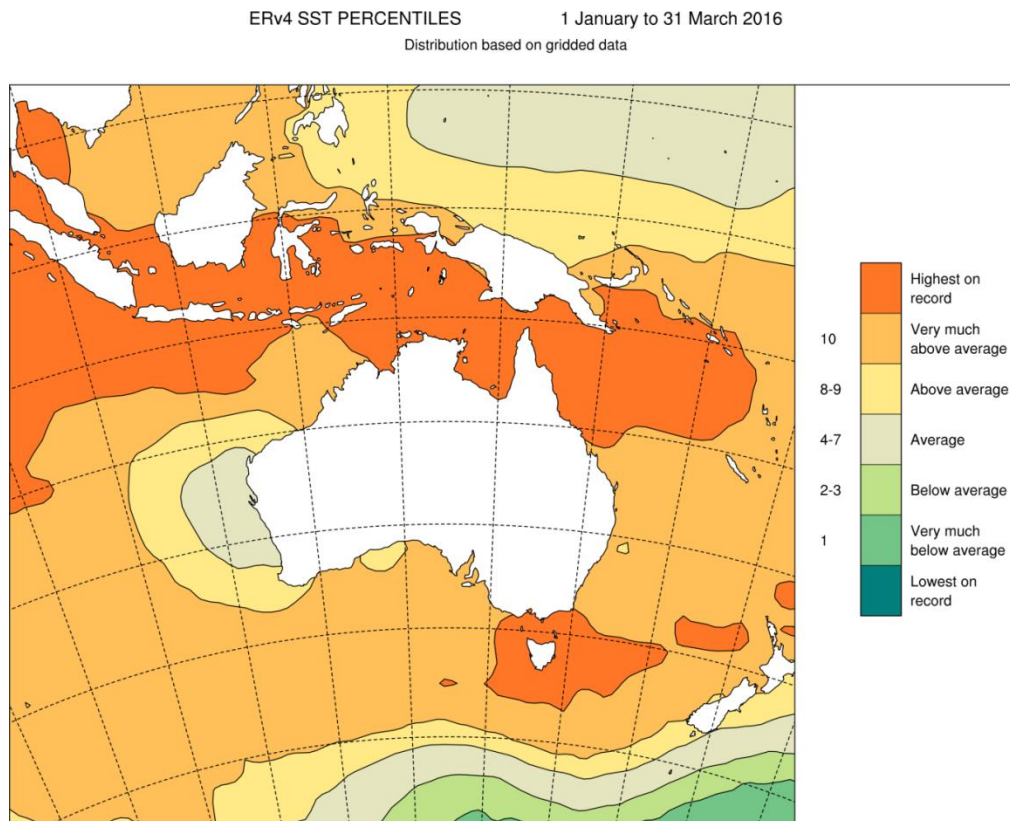 ERv4 SST PERCENTILES 1 January to 31 March 2016
Distribution based on gridded data
Highest on
record
10 Very much
above average
8-9 Above average
4-7 Average
2-3 Below average
1 Very much
below average
Lowest on
record